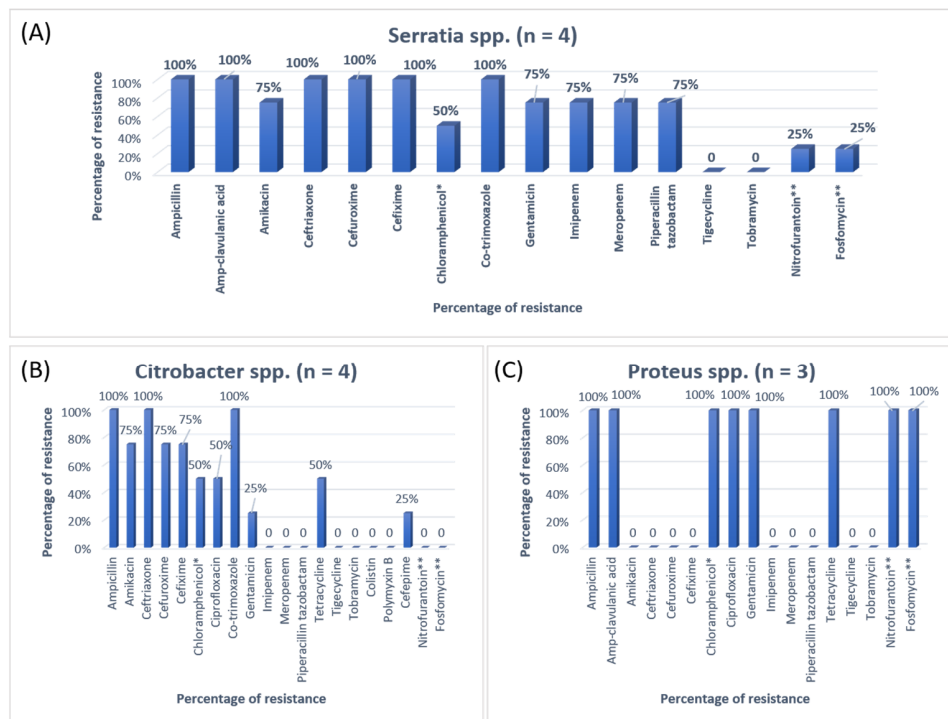 (A)
Serratia spp. (n = 4)
Percentage of resistance
100%
80%
60%
40%
20%
0%
100% 100% 75% 100% 100% 100% 50% 100% 75% 75% 75% 75% 0 0 25% 25%
Ampicillin
Amp-clavulanic acid
Amikacin
Ceftriaxone
Cefuroxime
Cefixime
Chloramphenicol*
Co-trimoxazole
Gentamicin
Imipenem
Meropenem
Piperacillin
tazobactam
Tigecycline
Tobramycin
Nitrofurantoin**
Fosfomycin**
Percentage of resistance
(B)
Citrobacter spp. (n = 4)
Percentage of resistance
100%
80%
60%
40%
20%
0%
100% 75% 100% 75% 75% 50% 50% 100% 25% 0 0 0 50% 0 0 0 0 25% 0 0
Ampicillin
Amikacin
Ceftriaxone
Cefuroxime
Cefixime
Chloramphenicol*
Ciprofloxacin
Co-trimoxazole
Gentamicin
Imipenem
Meropenem
Piperacillin tazobactam
Tetracycline
Tigecycline
Tobramycin
Colistin
Polymyxin B
Cefepime
Nitrofurantoin**
Fosfomycin**
Percentage of resistance
(C)
Proteus spp. (n = 3)
Percentage of resistance
100%
80%
60%
40%
20%
0%
100% 100% 0 0 0 0 100% 100% 100% 100% 0 0 0 100% 0 0 100% 100%
Ampicillin
Amp-clavulanic acid
Amikacin
Ceftriaxone
Cefuroxime
Cefixime
Chloramphenicol*
Ciprofloxacin
Gentamicin
Imipenem
Meropenem
Piperacillin tazobactam
Tetracycline
Tigecycline
Tobramycin
Nitrofurantoin**
Fosfomycin**
Percentage of resistance